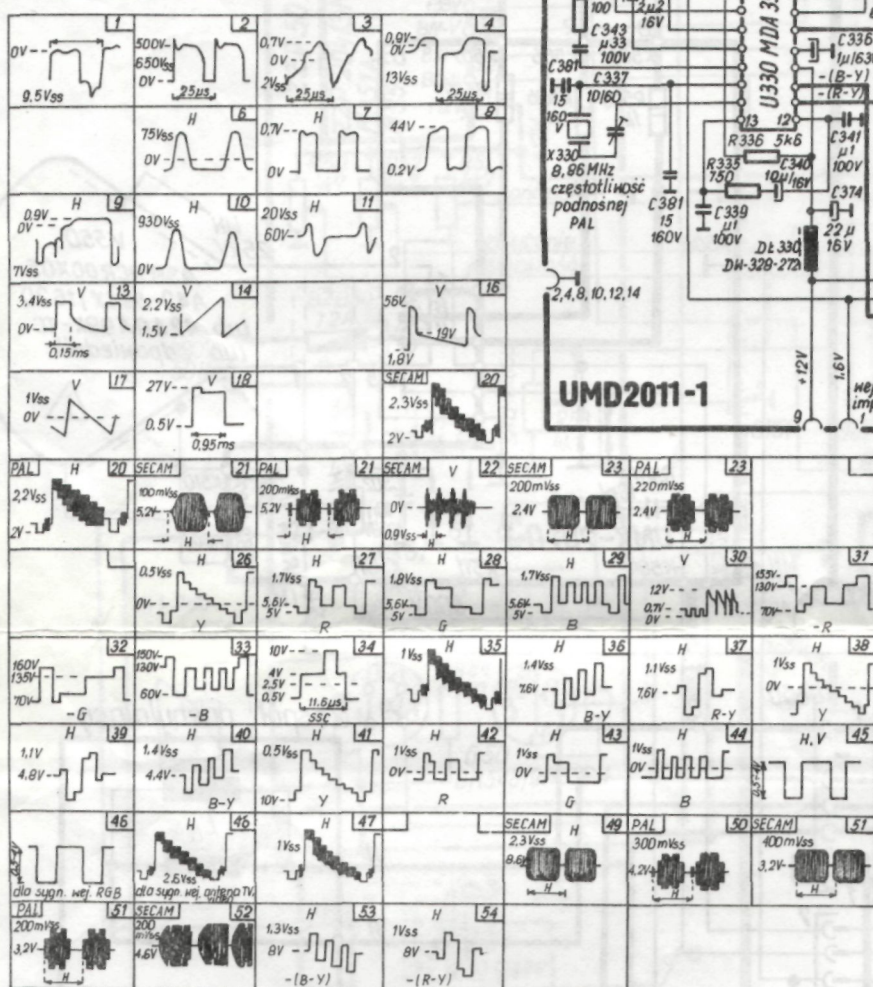 1
0V
9,5Vss
2
500V
650Vss
0V
25µs
3
0,7V
0V
2Vss
25µs
4
0,9V
0V
13Vss
25µs
H
6
75Vss
0V
H
7
0,7V
0V
8
44V
0,2V
H
9
0.9V
0V
7Vss
H
10
930Vss
0V
H
11
20Vss
60V
V
13
3.4Vss
0V
0,15ms
V
14
2.2Vss
1.5V
V
16
56V
19V
1,8V
V
17
1Vss
0V
V
18
27V
0.5V
0,95ms
SECAM
20
2,3Vss
2V
100
2µ2
16V
C343
µ33
100V
C381
15
160
V
C337
10/60
X330
8,86MHz
częstotliwość
podnośnej
PAL
C381
15
160V
U330 MDA3
13
12
R336 5k6
R335
750
C340
10µ/16V
C339
µ1
100V
C336
1µ/63
-(B-Y)
-(R-Y)
C341
µ1
100V
C374
22µ
16V
DŁ330
DW-328-272
2,4,8,10,12,14
UMD2011-1
+12V
1,6V
wej
imp
9
1
PAL
H
20
2,2Vss
2V
SECAM
21
100mVss
5.2V
H
PAL
21
200mVss
5.2V
H
SECAM
V
22
0V
0.9Vss
H
SECAM
23
200mVss
2.4V
H
PAL
23
220mVss
2.4V
H
H
26
0.5Vss
0V
Y
H
27
1.7Vss
5.6V
5V
R
H
28
1.8Vss
5.6V
5V
G
H
29
1.7Vss
5.6V
5V
B
V
30
12V
0.7V
0V
31
155V
130V
70V
-R
32
160V
135V
70V
-G
33
150V
130V
60V
-B
34
10V
4V
2.5V
0,5V
11.6µs
SSC
H
35
1Vss
H
36
1.4Vss
7.6V
B-Y
H
37
1.1Vss
7,6V
R-Y
H
38
1Vss
0V
Y
H
39
1.1V
4.8V
H
40
1.4Vss
4.4V
B-Y
H
41
0,5Vss
10V
Y
H
42
1Vss
0V
R
H
43
1Vss
0V
G
H
44
1Vss
0V
B
H,V
45
46
dla sygn. wej. RGB
H
46
2.6Vss
dla sygn. wej. antena TV,
H
47
1Vss
SECAM
H
49
2.3Vss
8.6
H
PAL
50
300mVss
4,2V
H
SECAM
51
400mVss
3,2V
H
PAL
51
200mVss
3,2V
H
SECAM
52
200
mVss
4.6V
H
53
1,3Vss
8V
-(B-Y)
H
54
1Vss
8V
-(R-Y)